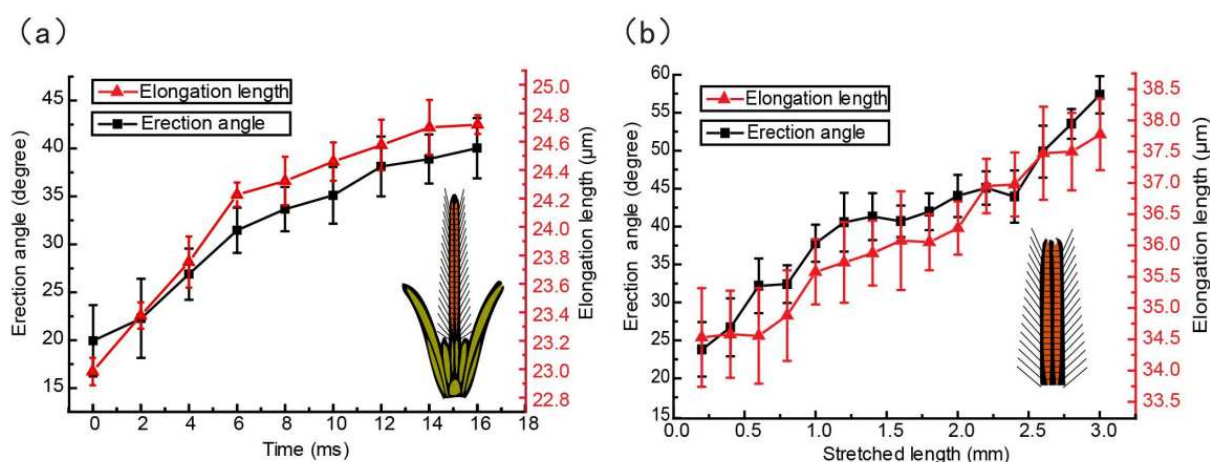 (a)
Elongation length
Erection angle
Erection angle (degree)
45
40
35
30
25
20
15
25.0
24.8
24.6
24.4
24.2
24.0
23.8
23.6
23.4
23.2
23.0
22.8
Elongation length (μm)
0 2 4 6 8 10 12 14 16 18
Time (ms)
(b)
Elongation length
Erection angle
Erection angle (degree)
60
55
50
45
40
35
30
25
20
15
38.5
38.0
37.5
37.0
36.5
36.0
35.5
35.0
34.5
34.0
33.5
Elongation length (μm)
0.0 0.5 1.0 1.5 2.0 2.5 3.0
Stretched length (mm)